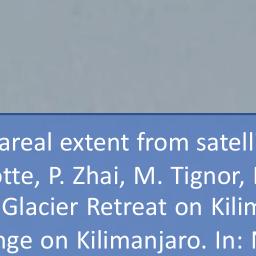 areal extent from satell
otte, P. Zhai, M. Tignor,
Glacier Retreat on Kilim
nge on Kilimanjaro. In: